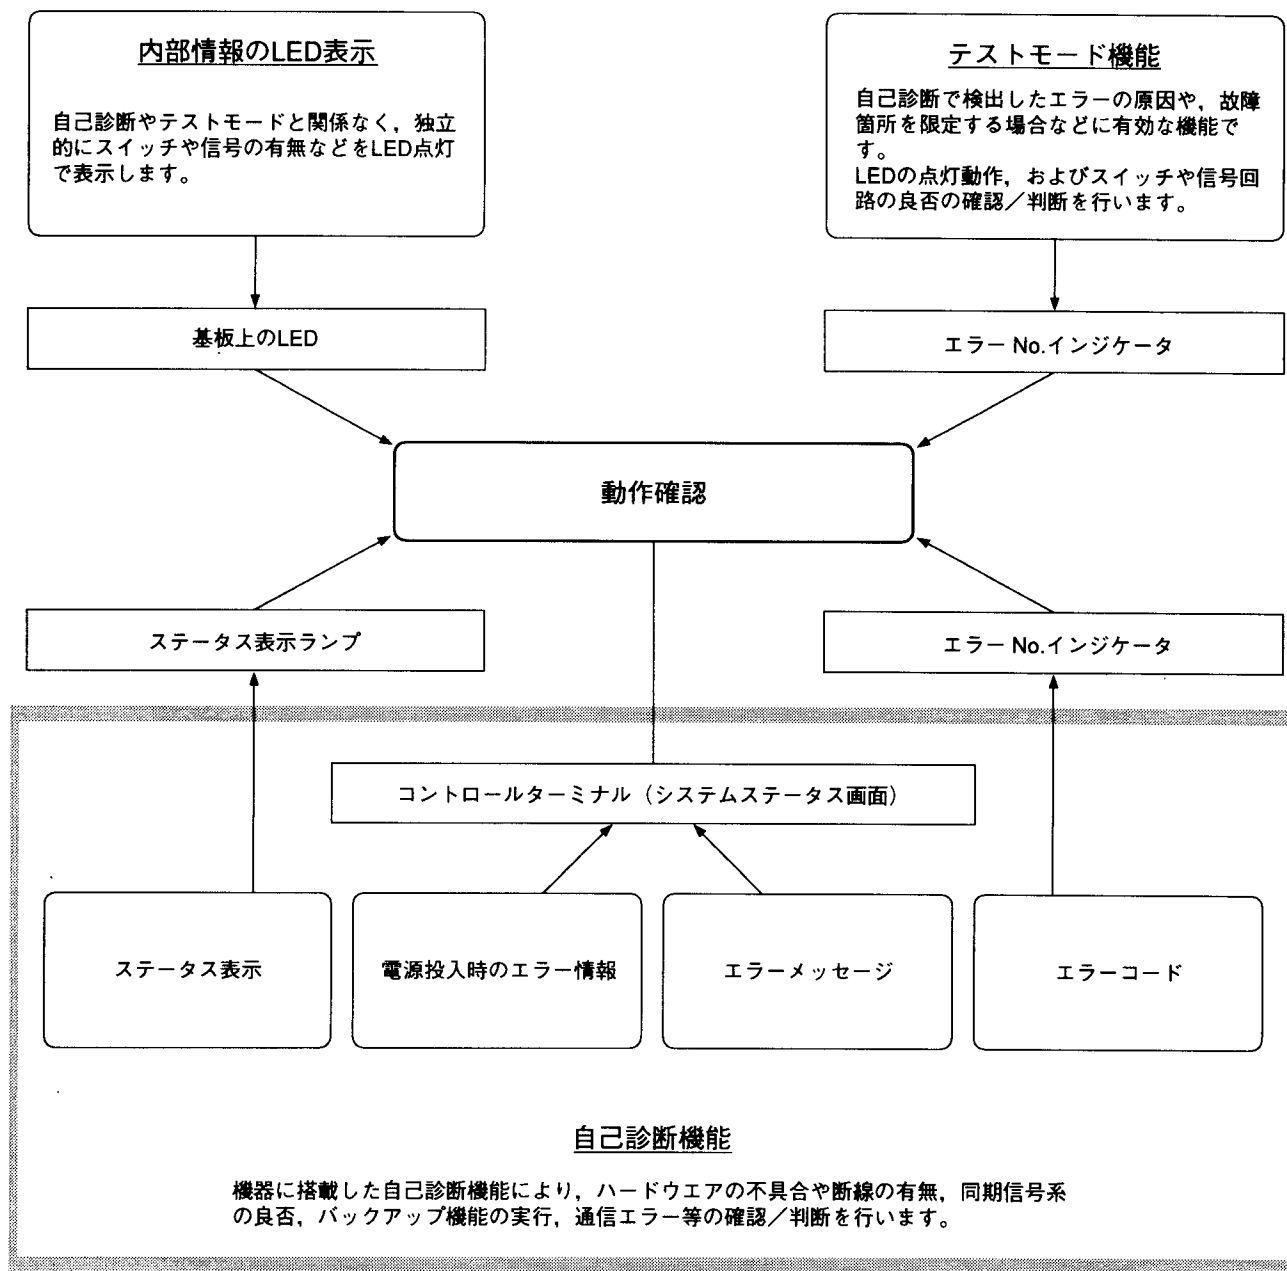 内部情報のLED表示
自己診断やテストモードと関係なく，独立
的にスイッチや信号の有無などをLED点灯
で表示します。
テストモード機能
自己診断で検出したエラーの原因や，故障
箇所を限定する場合などに有効な機能で
す。
LEDの点灯動作，およびスイッチや信号回
路の良否の確認／判断を行います。
基板上のLED
エラー No.インジケータ
動作確認
ステータス表示ランプ
エラー No.インジケータ
コントロールターミナル（システムステータス画面）
ステータス表示
電源投入時のエラー情報
エラーメッセージ
エラーコード
自己診断機能
機器に搭載した自己診断機能により，ハードウエアの不具合や断線の有無，同期信号系
の良否，バックアップ機能の実行，通信エラー等の確認／判断を行います。